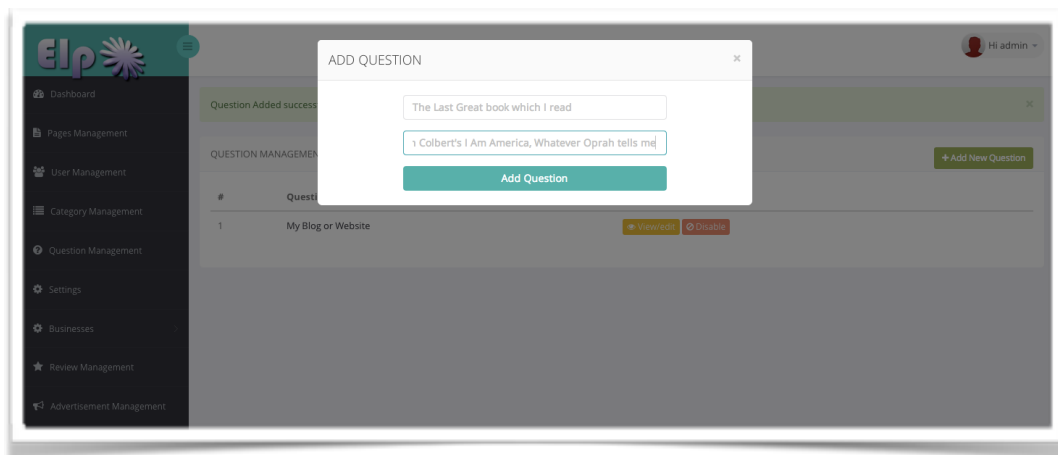 Elp
Hi admin
ADD QUESTION
×
Dashboard
Question Added success
×
The Last Great book which I read
Pages Management
Colbert's I Am America, Whatever Oprah tells me
QUESTION MANAGEMEN
+ Add New Question
User Management
Add Question
# Questi
Category Management
1 My Blog or Website View/edit Disable
Question Management
Settings
Businesses
Review Management
Advertisement Management